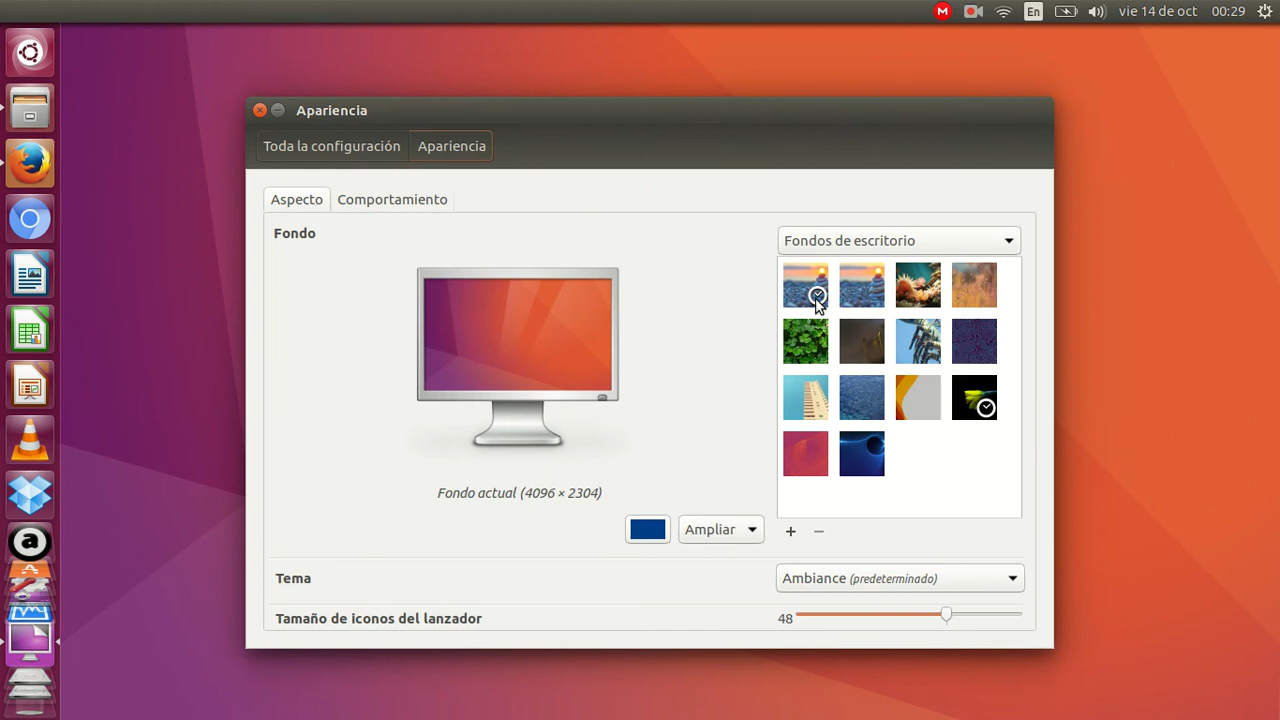 M En vie 14 de oct 00:29
Apariencia
Toda la configuración Apariencia
Aspecto Comportamiento
Fondo
Fondos de escritorio
Fondo actual (4096 × 2304)
Ampliar
+ −
Tema
Ambiance (predeterminado)
Tamaño de iconos del lanzador
48
a